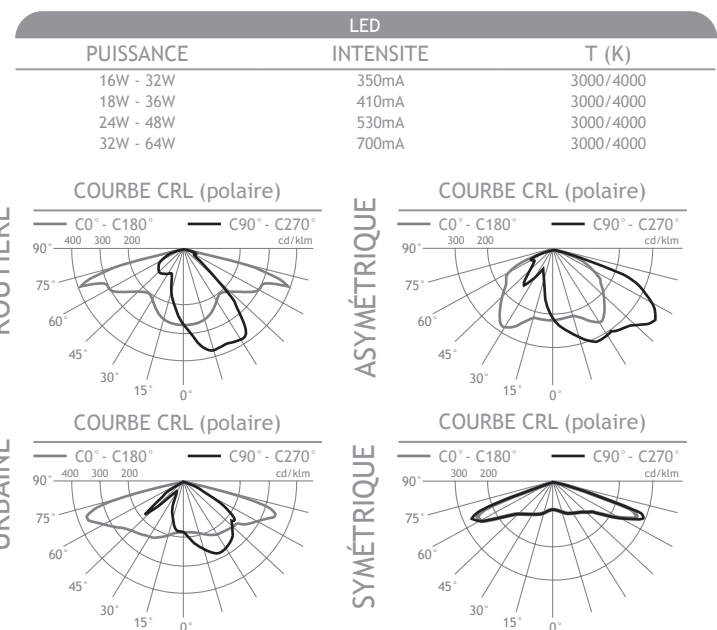 LED
PUISSANCE INTENSITE T (K)
16W - 32W 350mA 3000/4000
18W - 36W 410mA 3000/4000
24W - 48W 530mA 3000/4000
32W - 64W 700mA 3000/4000
ROUTIÈRE
COURBE CRL (polaire)
C0°- C180° C90°- C270°
90° 400 300 200 cd/klm
75°
60°
45°
30°
15°
0°
ASYMÉTRIQUE
COURBE CRL (polaire)
C0°- C180° C90°- C270°
90° 300 200 cd/klm
75°
60°
45°
30°
15°
0°
URBAINE
COURBE CRL (polaire)
C0°- C180° C90°- C270°
90° 400 300 200 cd/klm
75°
60°
45°
30°
15°
0°
SYMÉTRIQUE
COURBE CRL (polaire)
C0°- C180° C90°- C270°
90° 300 200 cd/klm
75°
60°
45°
30°
15°
0°